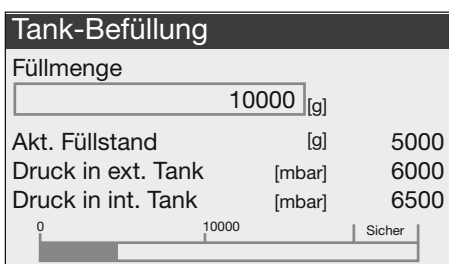 Tank-Befüllung
Füllmenge
10000 [g]
Akt. Füllstand [g] 5000
Druck in ext. Tank [mbar] 6000
Druck in int. Tank [mbar] 6500
0 10000 Sicher